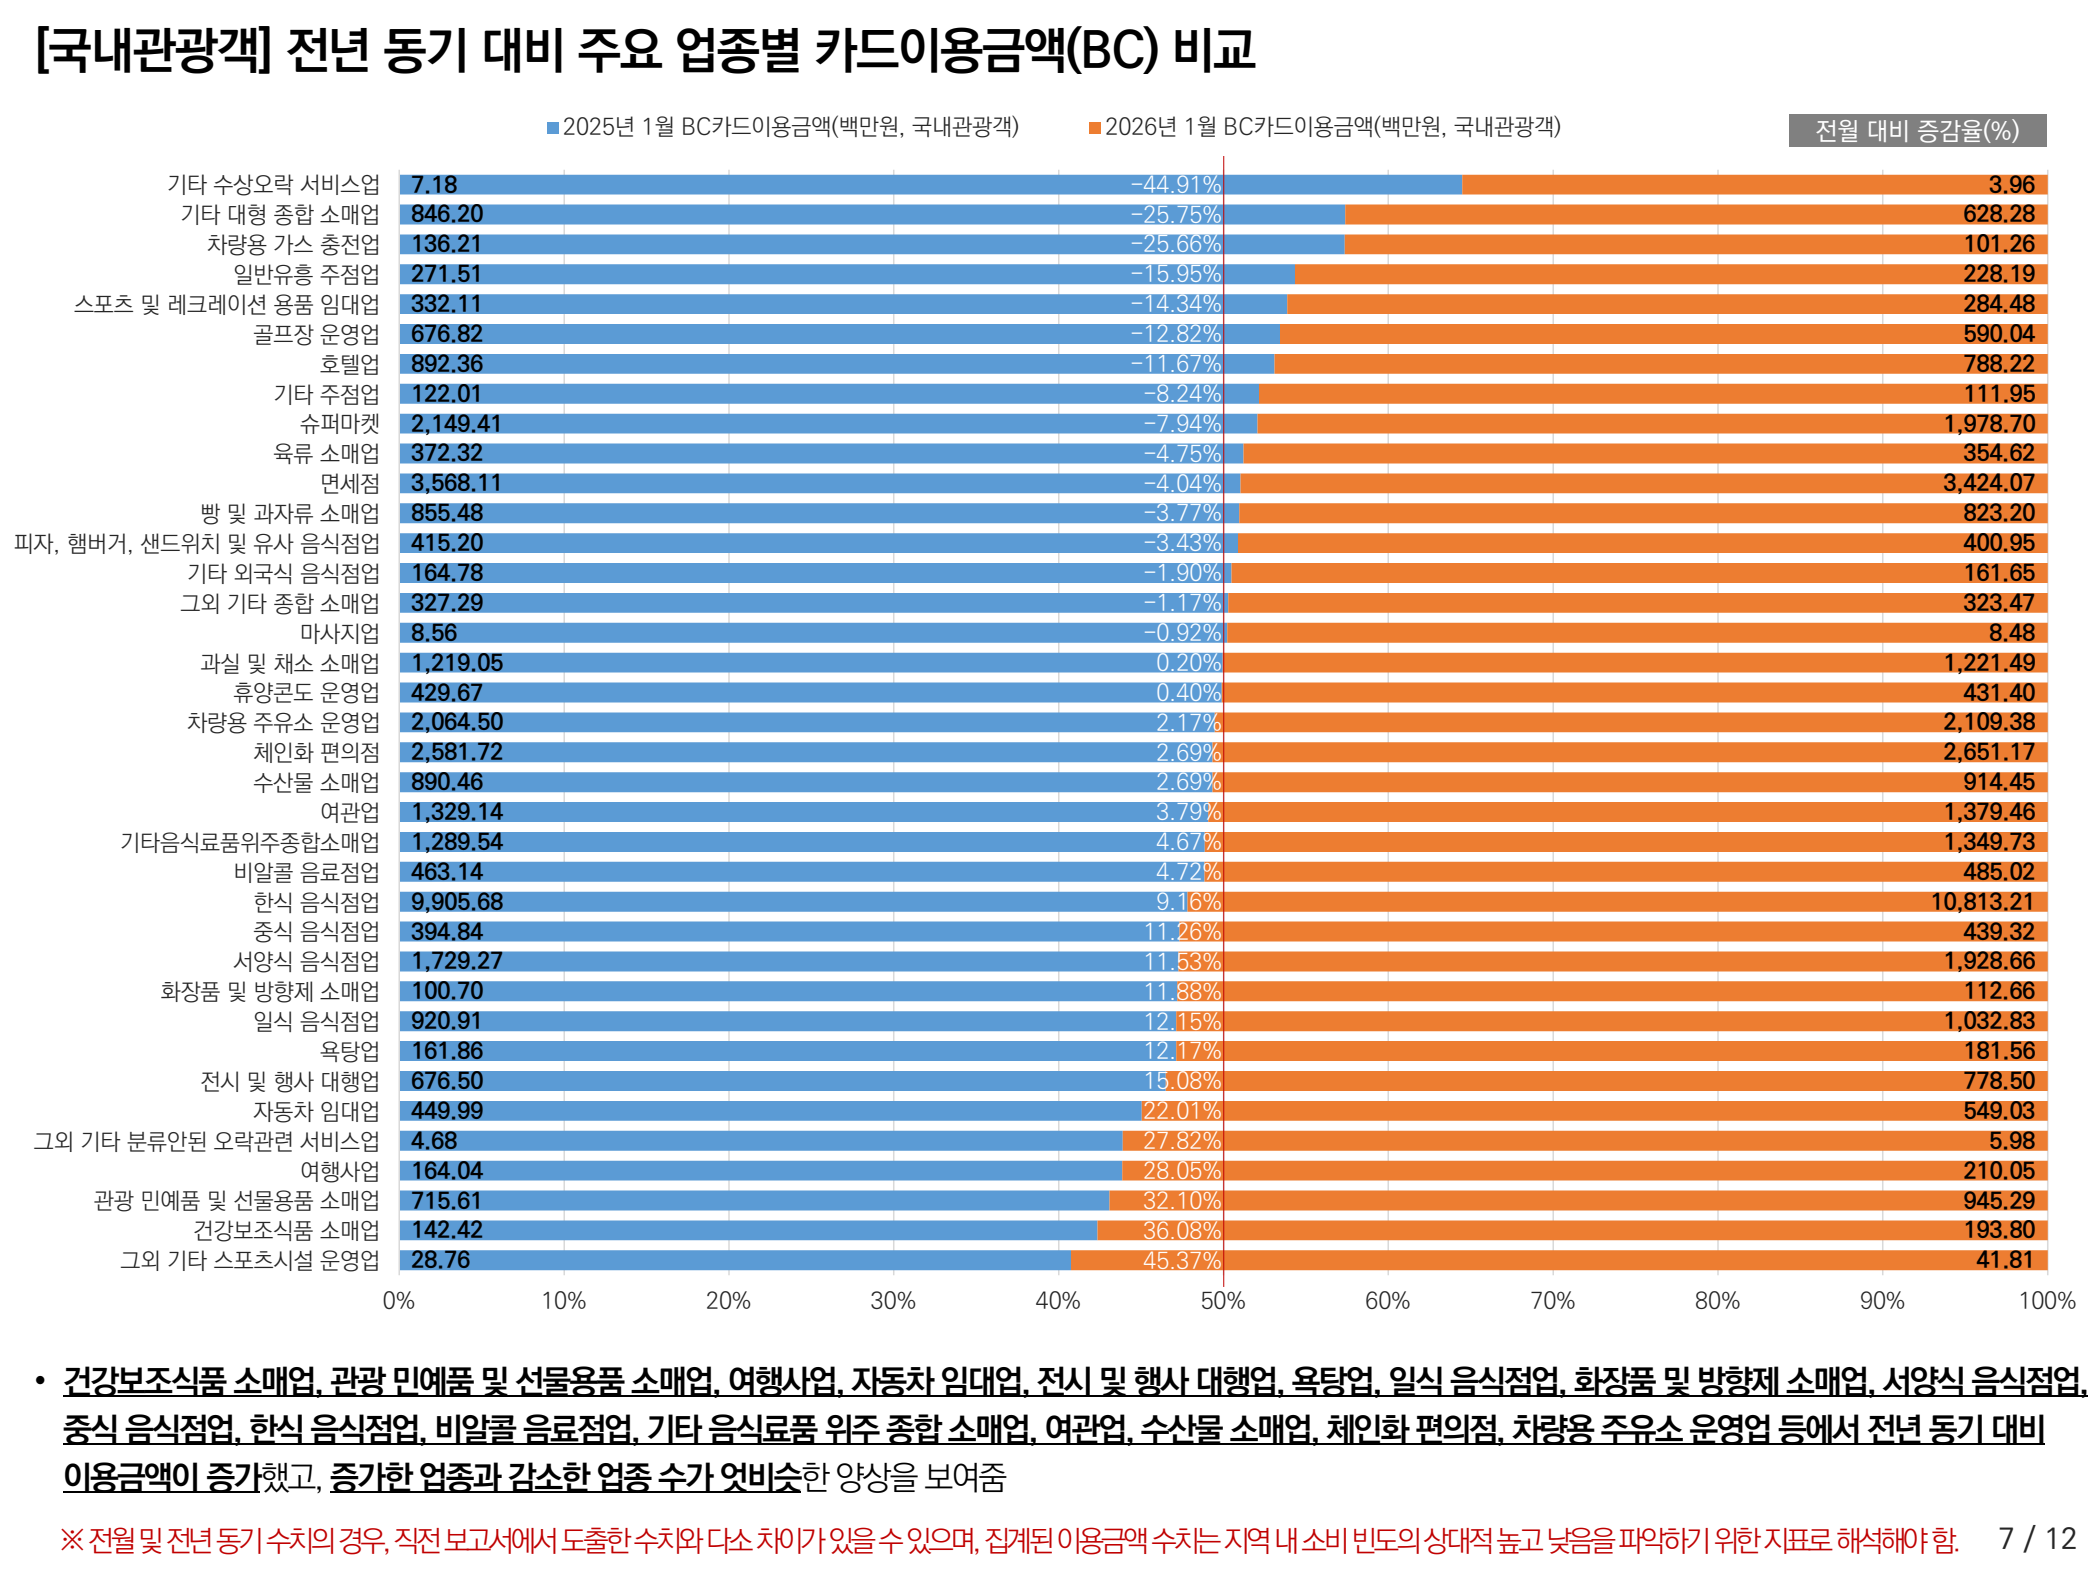 [국내관광객] 전년 동기 대비 주요 업종별 카드이용금액(BC) 비교
2025년 1월 BC카드이용금액(백만원, 국내관광객) 2026년 1월 BC카드이용금액(백만원, 국내관광객) 전월 대비 증감율(%)
기타 수상오락 서비스업 7.18 -44.91% 3.96
기타 대형 종합 소매업 846.20 -25.75% 628.28
차량용 가스 충전업 136.21 -25.66% 101.26
일반유흥 주점업 271.51 -15.95% 228.19
스포츠 및 레크레이션 용품 임대업 332.11 -14.34% 284.48
골프장 운영업 676.82 -12.82% 590.04
호텔업 892.36 -11.67% 788.22
기타 주점업 122.01 -8.24% 111.95
슈퍼마켓 2,149.41 -7.94% 1,978.70
육류 소매업 372.32 -4.75% 354.62
면세점 3,568.11 -4.04% 3,424.07
빵 및 과자류 소매업 855.48 -3.77% 823.20
피자, 햄버거, 샌드위치 및 유사 음식점업 415.20 -3.43% 400.95
기타 외국식 음식점업 164.78 -1.90% 161.65
그외 기타 종합 소매업 327.29 -1.17% 323.47
마사지업 8.56 -0.92% 8.48
과실 및 채소 소매업 1,219.05 0.20% 1,221.49
휴양콘도 운영업 429.67 0.40% 431.40
차량용 주유소 운영업 2,064.50 2.17% 2,109.38
체인화 편의점 2,581.72 2.69% 2,651.17
수산물 소매업 890.46 2.69% 914.45
여관업 1,329.14 3.79% 1,379.46
기타음식료품위주종합소매업 1,289.54 4.67% 1,349.73
비알콜 음료점업 463.14 4.72% 485.02
한식 음식점업 9,905.68 9.16% 10,813.21
중식 음식점업 394.84 11.26% 439.32
서양식 음식점업 1,729.27 11.53% 1,928.66
화장품 및 방향제 소매업 100.70 11.88% 112.66
일식 음식점업 920.91 12.15% 1,032.83
욕탕업 161.86 12.17% 181.56
전시 및 행사 대행업 676.50 15.08% 778.50
자동차 임대업 449.99 22.01% 549.03
그외 기타 분류안된 오락관련 서비스업 4.68 27.82% 5.98
여행사업 164.04 28.05% 210.05
관광 민예품 및 선물용품 소매업 715.61 32.10% 945.29
건강보조식품 소매업 142.42 36.08% 193.80
그외 기타 스포츠시설 운영업 28.76 45.37% 41.81
0% 10% 20% 30% 40% 50% 60% 70% 80% 90% 100%
• 건강보조식품 소매업, 관광 민예품 및 선물용품 소매업, 여행사업, 자동차 임대업, 전시 및 행사 대행업, 욕탕업, 일식 음식점업, 화장품 및 방향제 소매업, 서양식 음식점업,
중식 음식점업, 한식 음식점업, 비알콜 음료점업, 기타 음식료품 위주 종합 소매업, 여관업, 수산물 소매업, 체인화 편의점, 차량용 주유소 운영업 등에서 전년 동기 대비
이용금액이 증가했고, 증가한 업종과 감소한 업종 수가 엇비슷한 양상을 보여줌
※ 전월 및 전년 동기 수치의 경우, 직전 보고서에서 도출한 수치와 다소 차이가 있을 수 있으며, 집계된 이용금액 수치는 지역 내 소비 빈도의 상대적 높고 낮음을 파악하기 위한 지표로 해석해야 함. 7 / 12